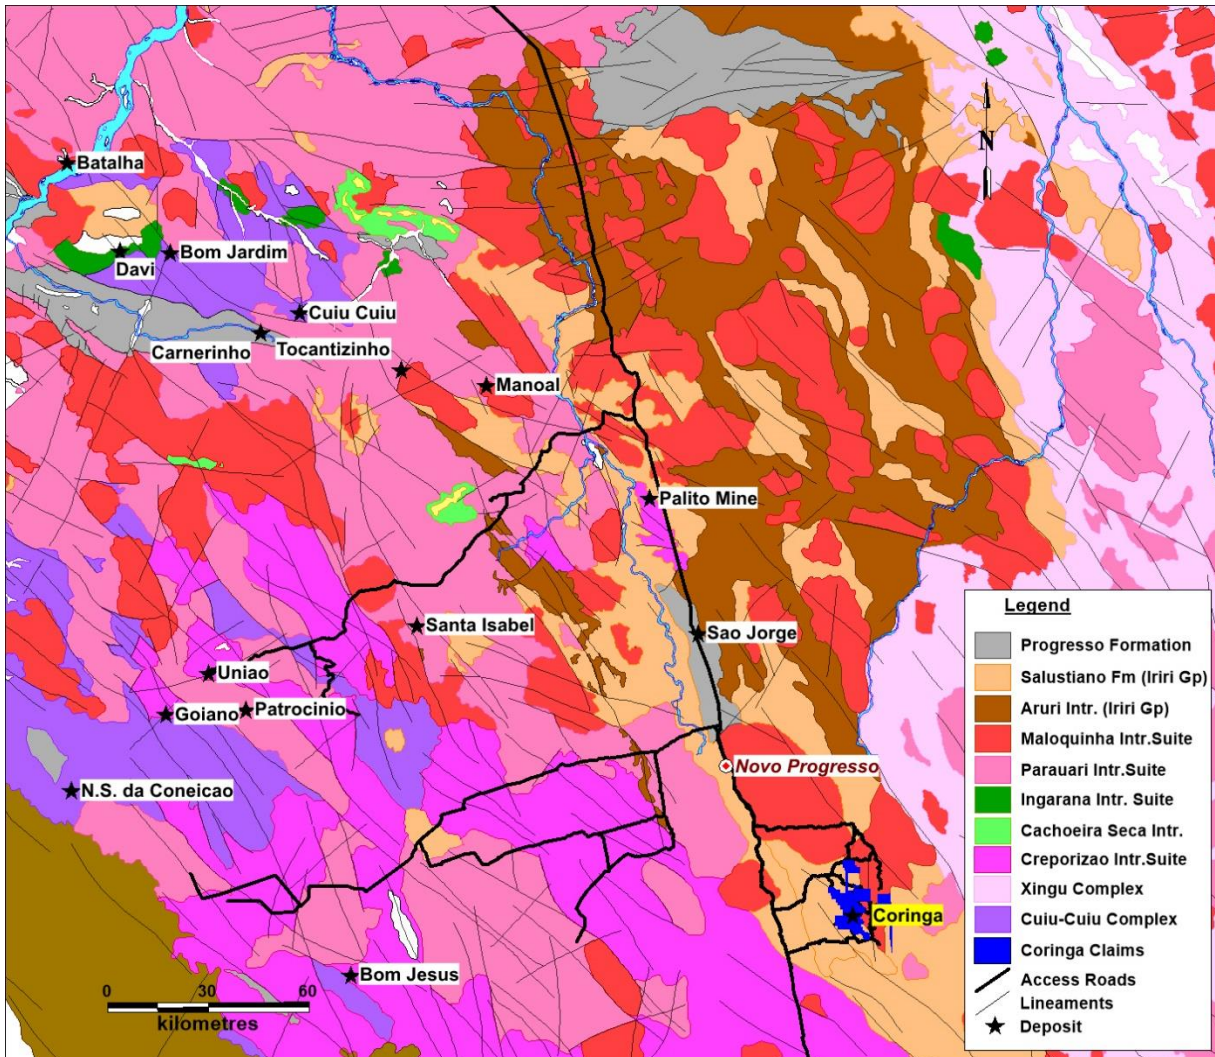 N
Batalha
Davi
Bom Jardim
Cuiu Cuiu
Carnerinho
Tocantizinho
Manoal
Palito Mine
Santa Isabel
Sao Jorge
Uniao
Goiano
Patrocinio
N.S. da Coneicao
Novo Progresso
Coringa
Bom Jesus
0 30 60
kilometres
Legend
Progresso Formation
Salustiano Fm (Iriri Gp)
Aruri Intr. (Iriri Gp)
Maloquinha Intr.Suite
Parauari Intr.Suite
Ingarana Intr. Suite
Cachoeira Seca Intr.
Creporizao Intr.Suite
Xingu Complex
Cuiu-Cuiu Complex
Coringa Claims
Access Roads
Lineaments
Deposit